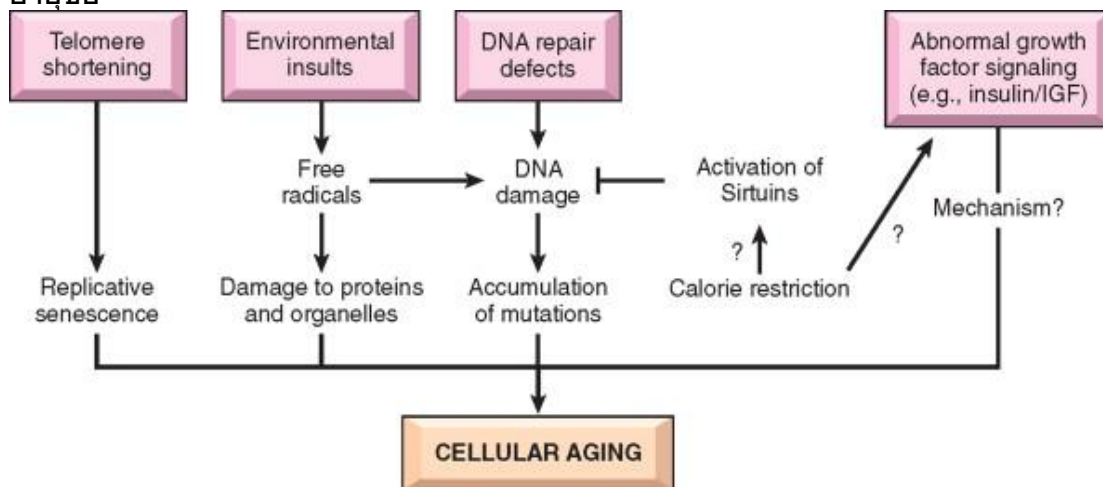 Telomere
shortening
Environmental
insults
DNA repair
defects
Abnormal growth
factor signaling
(e.g., insulin/IGF)
Free
radicals
DNA
damage
Activation of
Sirtuins
Mechanism?
?
?
Replicative
senescence
Damage to proteins
and organelles
Accumulation
of mutations
Calorie restriction
CELLULAR AGING